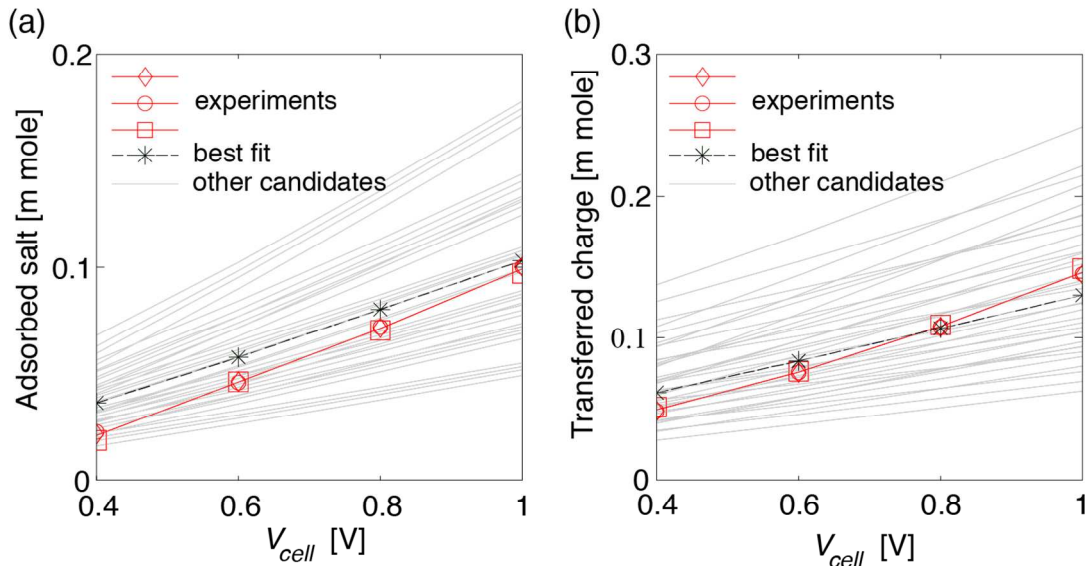 (a)
0.2
experiments
best fit
other candidates
0.1
0
0.4 0.6 0.8 1
Adsorbed salt [m mole]
V_cell [V]
(b)
0.3
experiments
best fit
other candidates
0.2
0.1
0
0.4 0.6 0.8 1
Transferred charge [m mole]
V_cell [V]